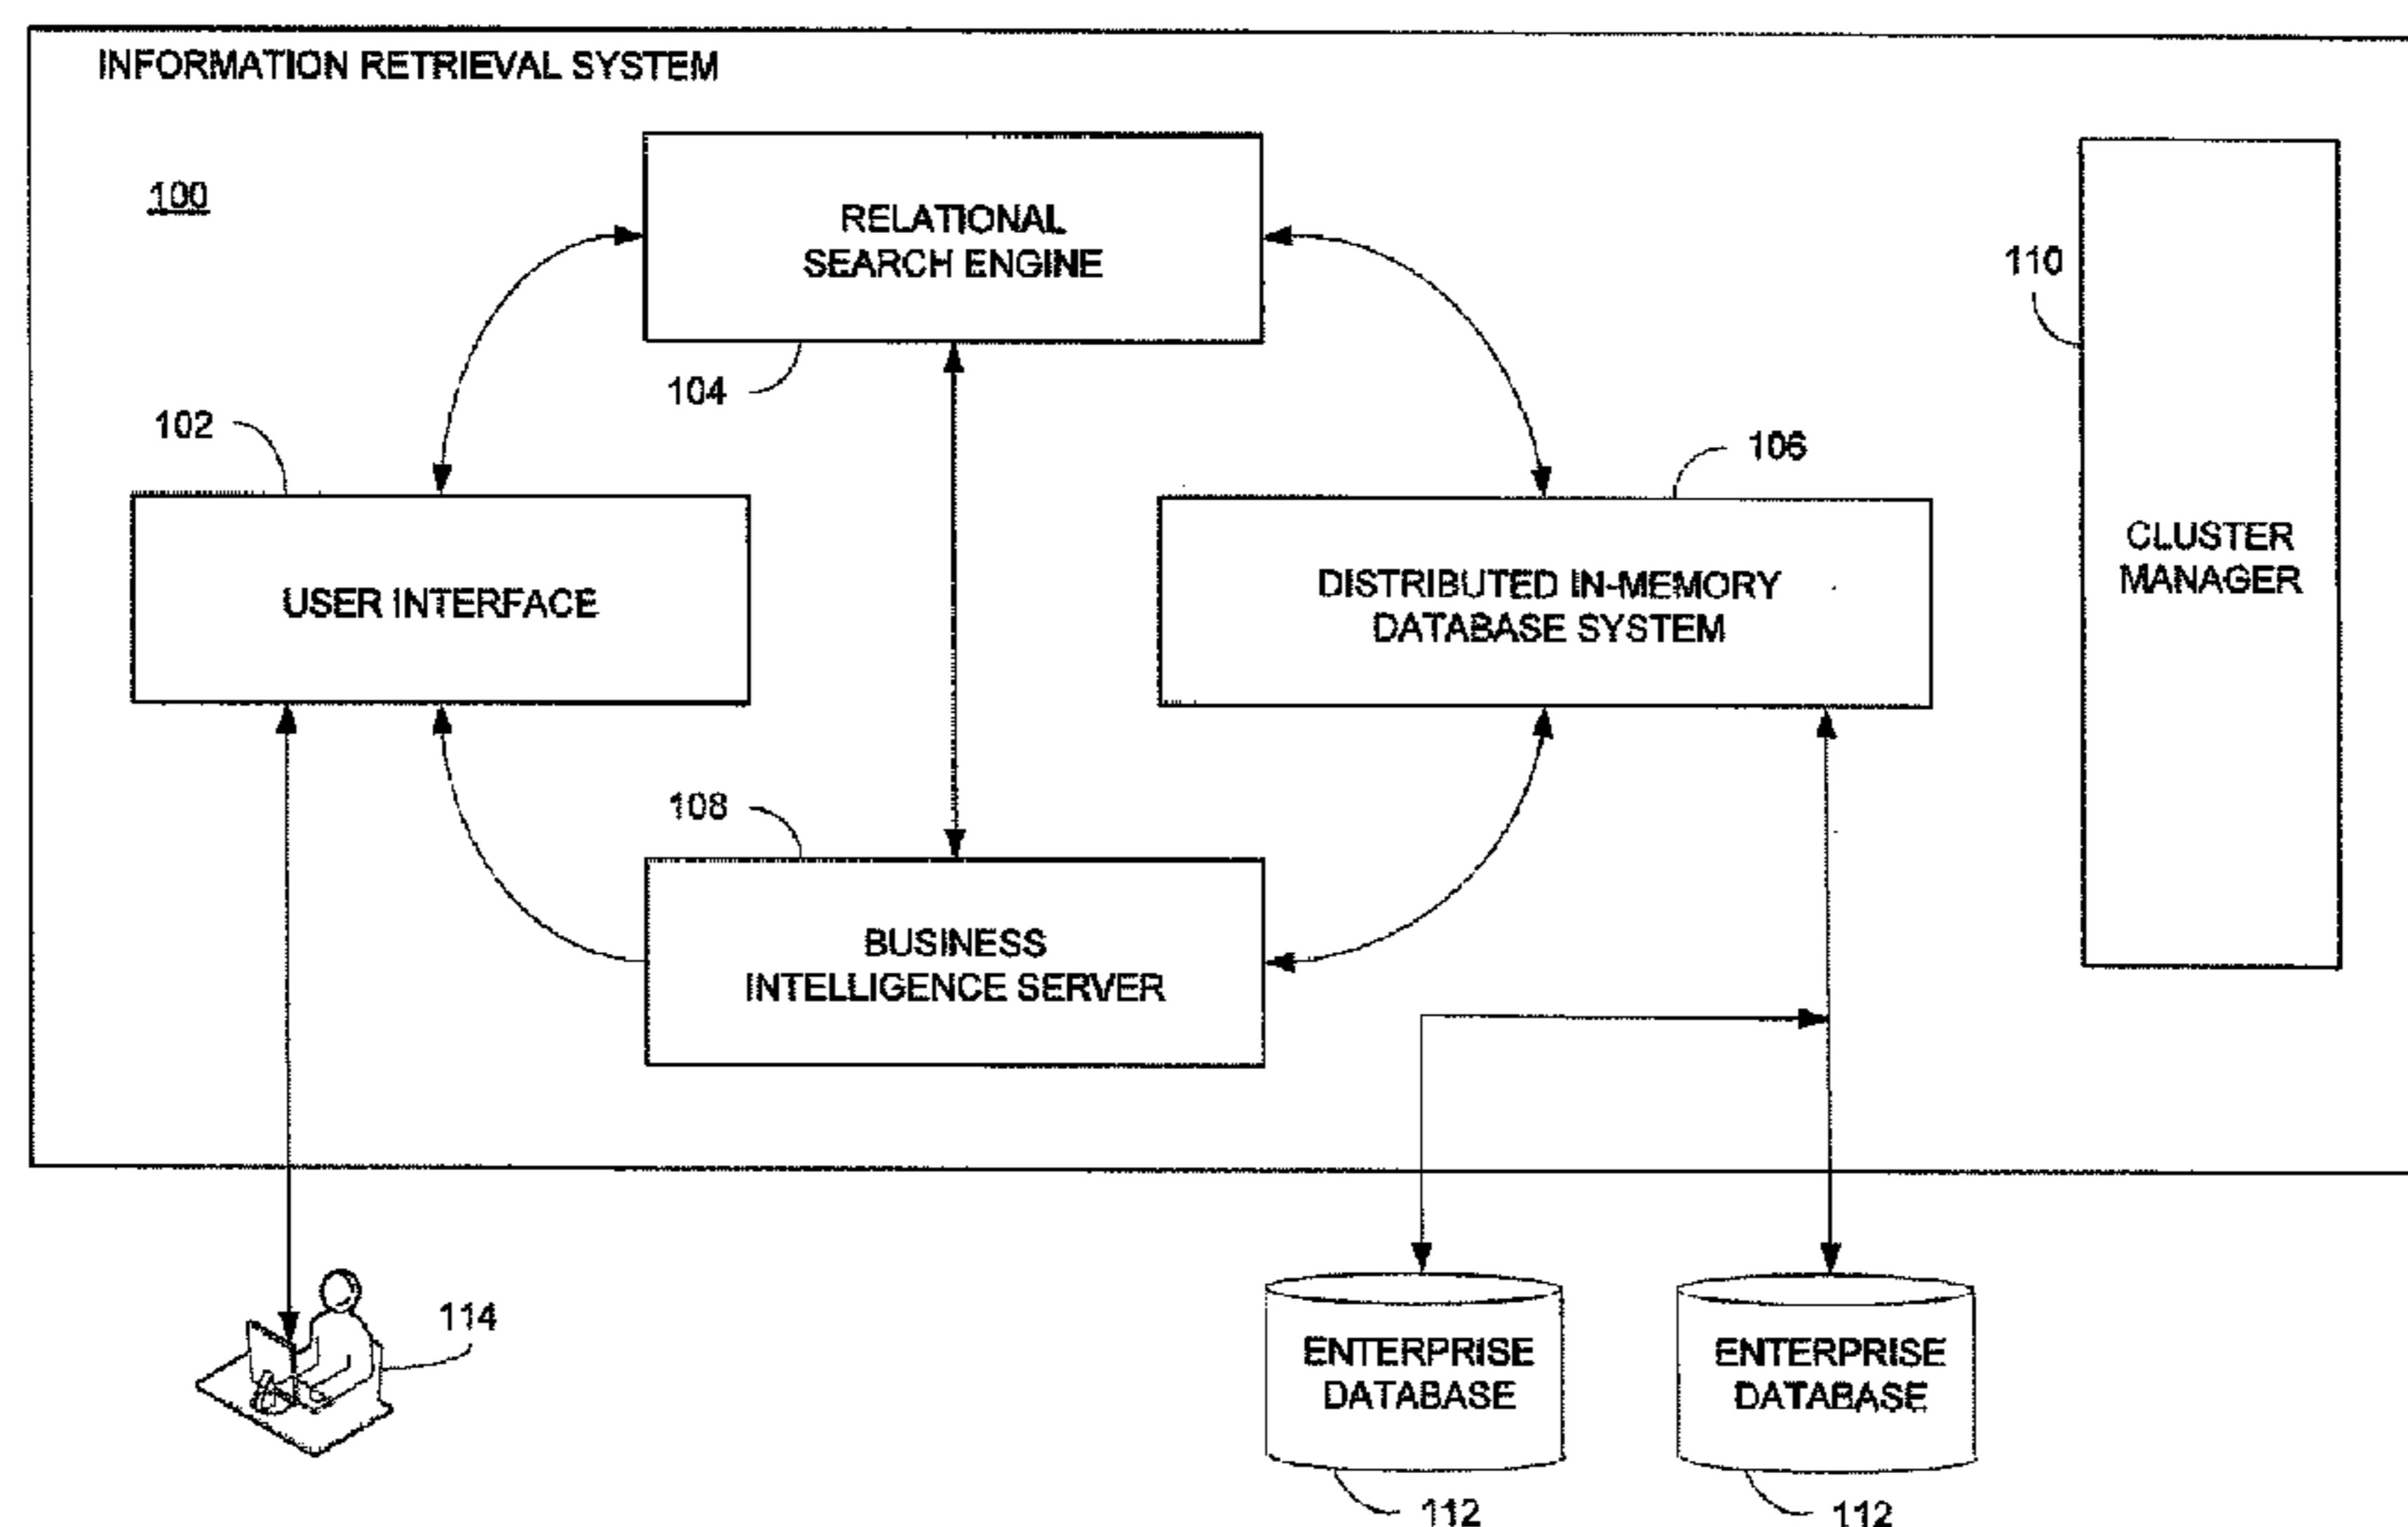 INFORMATION RETRIEVAL SYSTEM
100
RELATIONAL
SEARCH ENGINE
104
110
CLUSTER
MANAGER
102
USER INTERFACE
106
DISTRIBUTED IN-MEMORY
DATABASE SYSTEM
108
BUSINESS
INTELLIGENCE SERVER
114
ENTERPRISE
DATABASE
112
ENTERPRISE
DATABASE
112